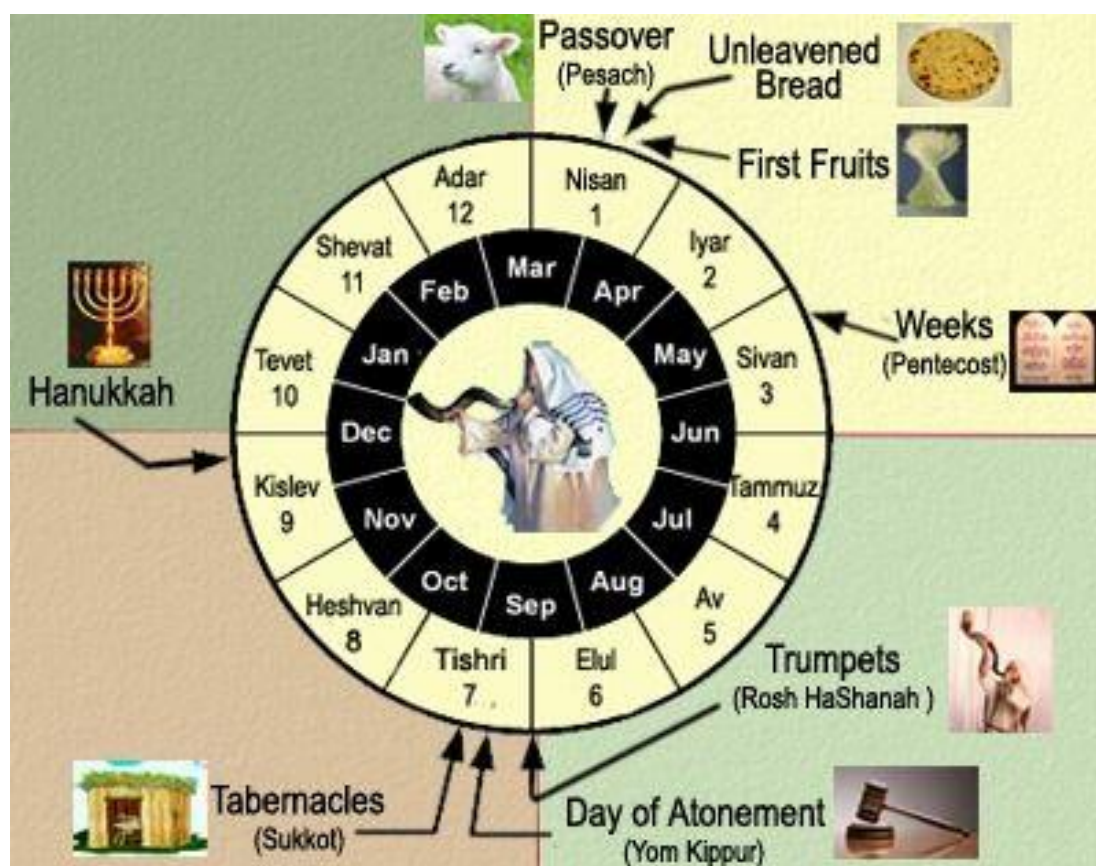 Passover
(Pesach)
Unleavened
Bread
First Fruits
Weeks
(Pentecost)
Trumpets
(Rosh HaShanah )
Day of Atonement
(Yom Kippur)
Tabernacles
(Sukkot)
Hanukkah
Nisan
1
Iyar
2
Sivan
3
Tammuz
4
Av
5
Elul
6
Tishri
7
Heshvan
8
Kislev
9
Tevet
10
Shevat
11
Adar
12
Mar
Apr
May
Jun
Jul
Aug
Sep
Oct
Nov
Dec
Jan
Feb